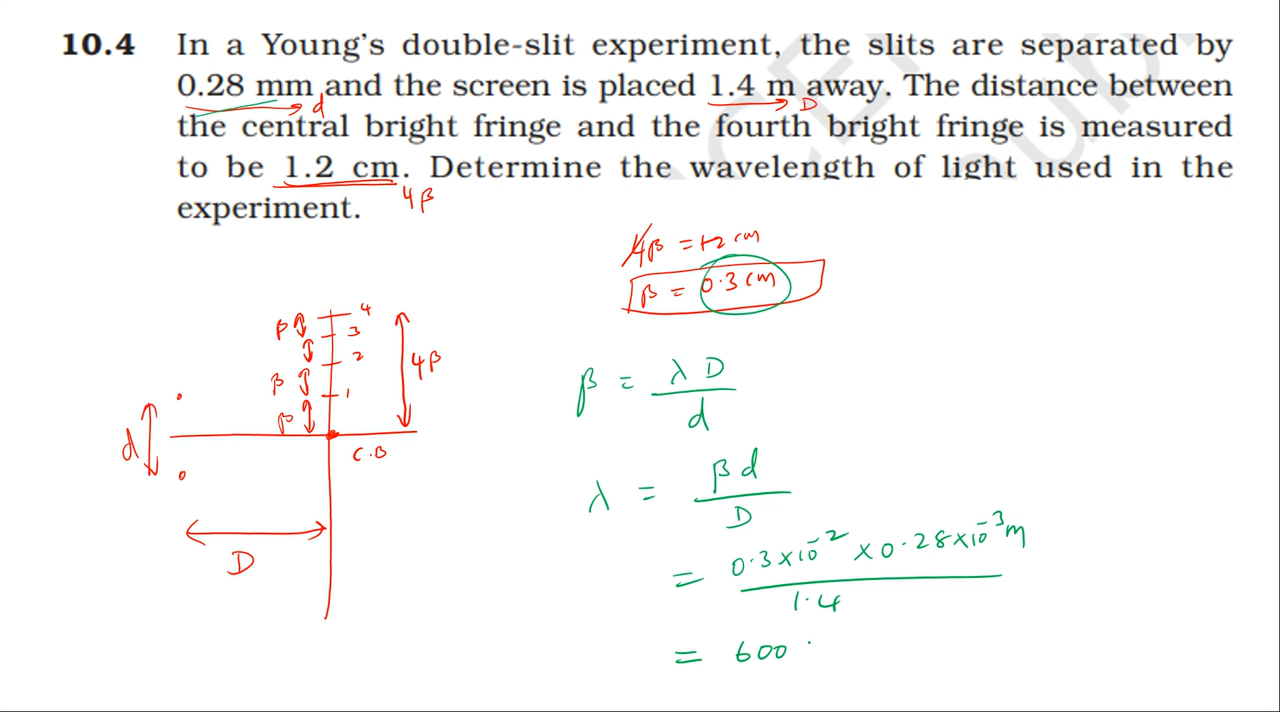 10.4 In a Young's double-slit experiment, the slits are separated by
0.28 mm and the screen is placed 1.4 m away. The distance between
d
D
the central bright fringe and the fourth bright fringe is measured
to be 1.2 cm. Determine the wavelength of light used in the
4β
experiment.
4β = 1.2 cm
β = 0.3 cm
4
β
3
2
4β
β
1
β
d
C.B
D
β = λ D
d
λ = β d
D
= 0.3×10⁻² × 0.28×10⁻³ m
1.4
= 600